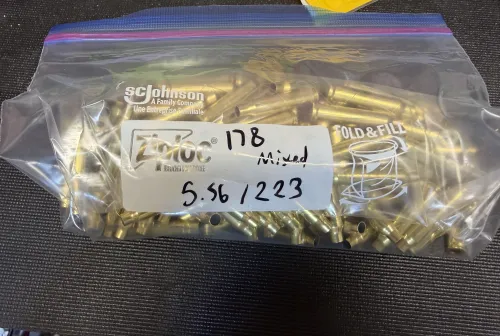 scJohnson
A Family Company
Ziploc®
178
Mixed
5.56/223
FOLD & FILL